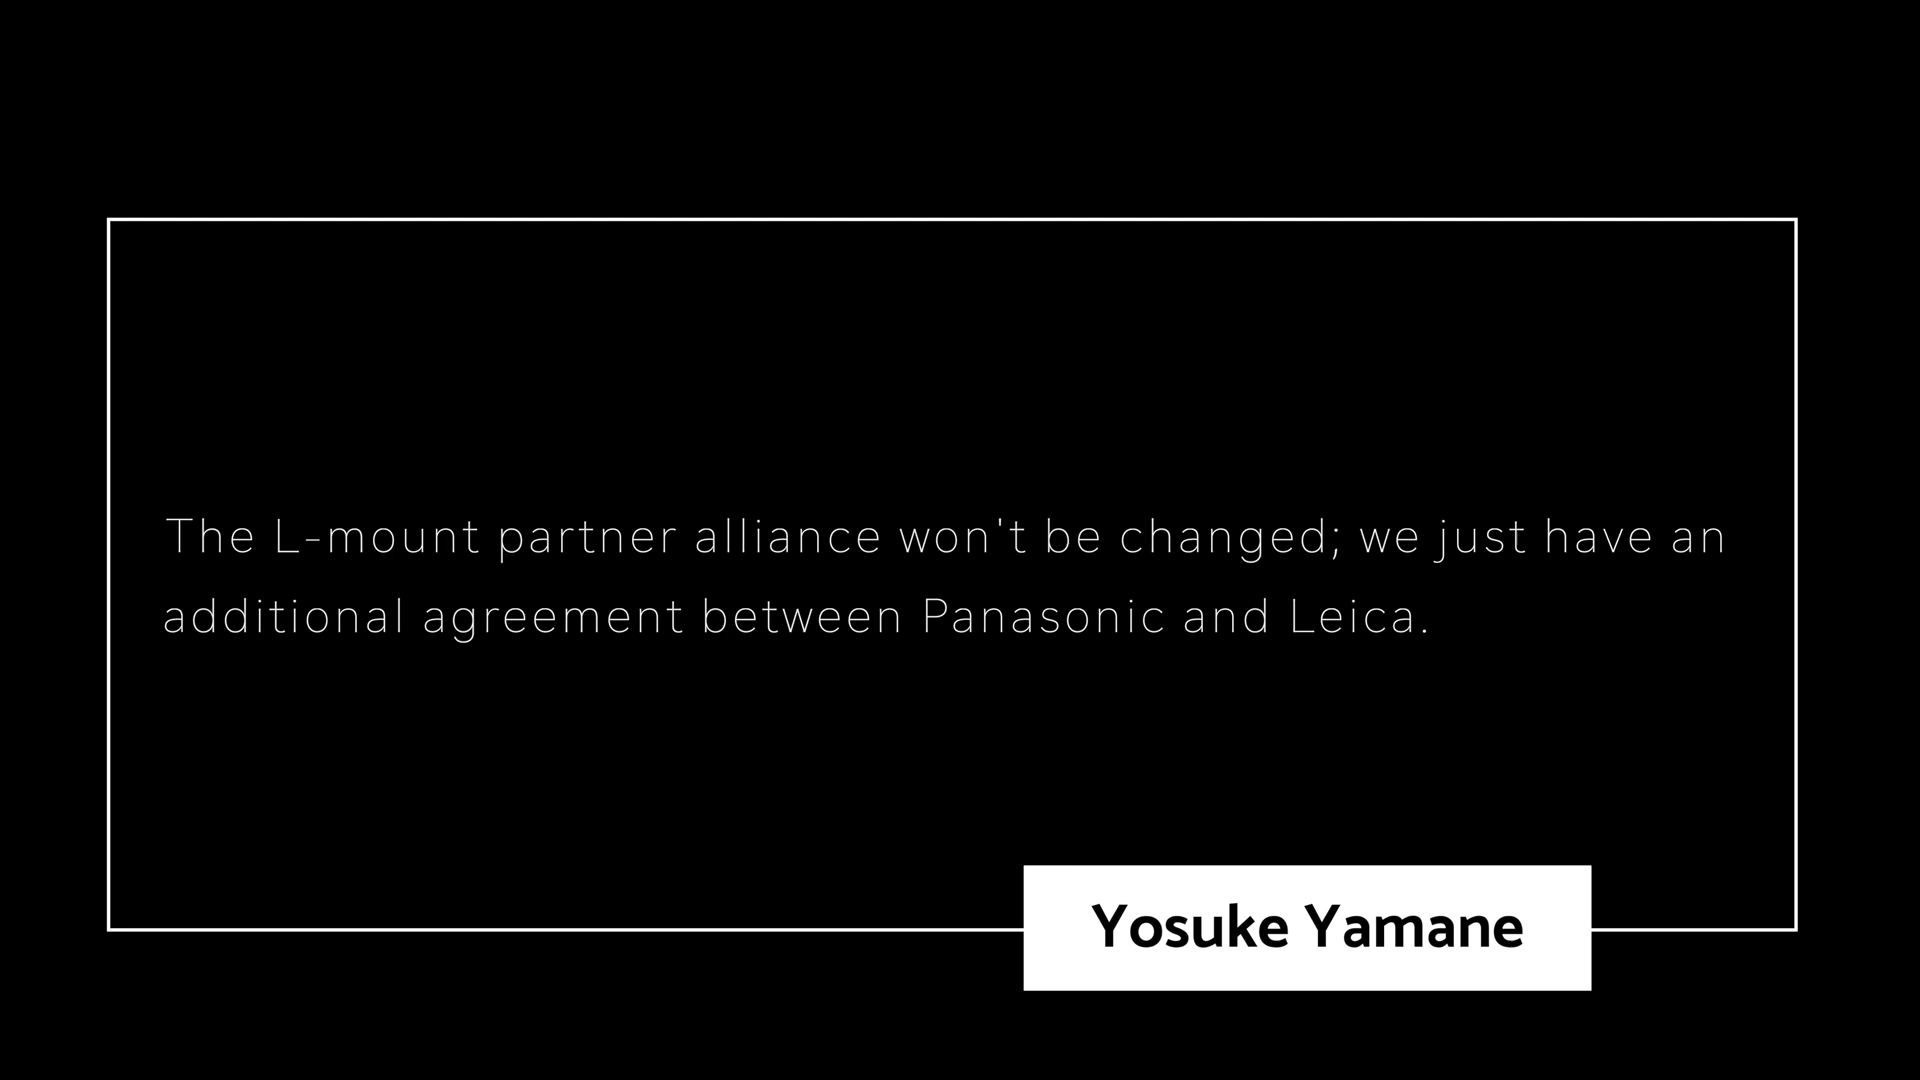 The L-mount partner alliance won't be changed; we just have an
additional agreement between Panasonic and Leica.
Yosuke Yamane